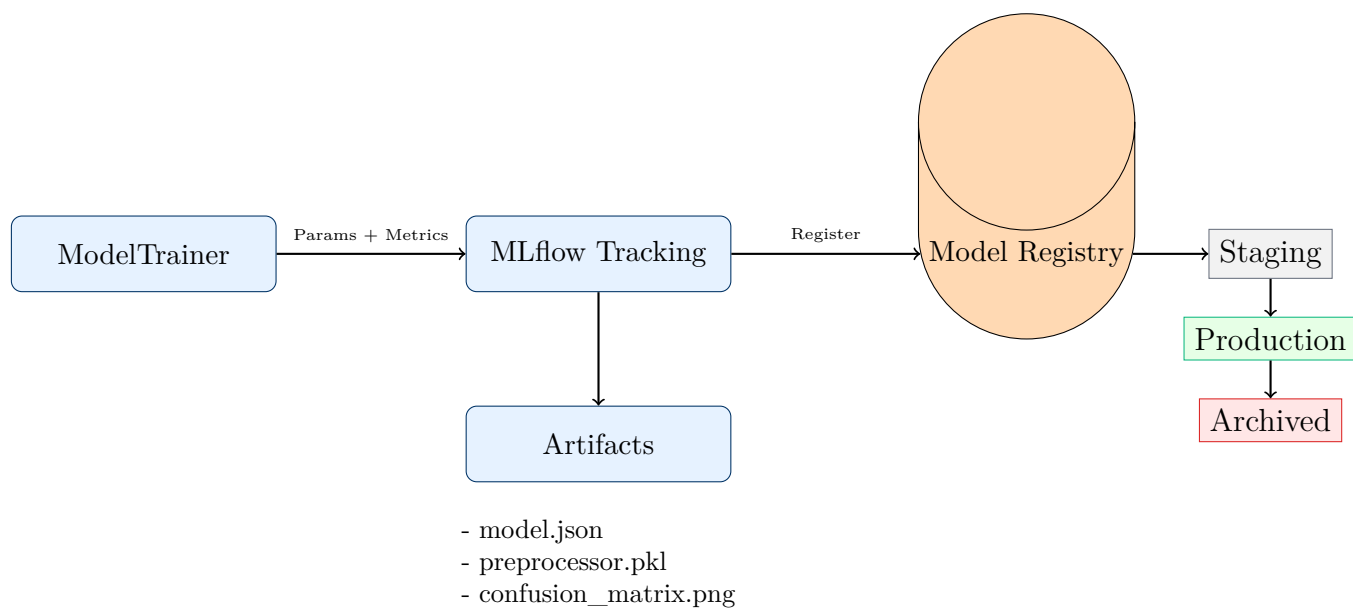 ModelTrainer
Params + Metrics
MLflow Tracking
Register
Model Registry
Staging
Production
Archived
Artifacts
- model.json
- preprocessor.pkl
- confusion_matrix.png